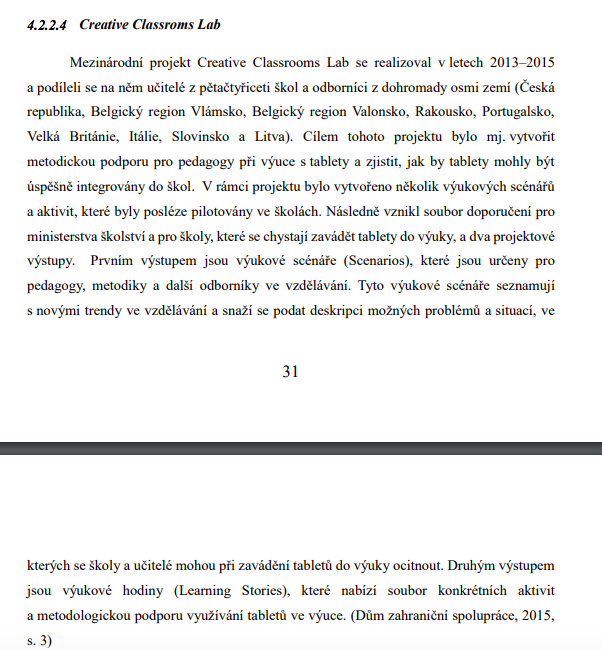 4.2.2.4 Creative Classroms Lab
Mezinárodní projekt Creative Classrooms Lab se realizoval v letech 2013–2015
a podíleli se na něm učitelé z pětačtyřiceti škol a odborníci z dohromady osmi zemí (Česká
republika, Belgický region Vlámsko, Belgický region Valonsko, Rakousko, Portugalsko,
Velká Británie, Itálie, Slovinsko a Litva). Cílem tohoto projektu bylo mj. vytvořit
metodickou podporu pro pedagogy při výuce s tablety a zjistit, jak by tablety mohly být
úspěšně integrovány do škol. V rámci projektu bylo vytvořeno několik výukových scénářů
a aktivit, které byly posléze pilotovány ve školách. Následně vznikl soubor doporučení pro
ministerstva školství a pro školy, které se chystají zavádět tablety do výuky, a dva projektové
výstupy. Prvním výstupem jsou výukové scénáře (Scenarios), které jsou určeny pro
pedagogy, metodiky a další odborníky ve vzdělávání. Tyto výukové scénáře seznamují
s novými trendy ve vzdělávání a snaží se podat deskripci možných problémů a situací, ve
31
kterých se školy a učitelé mohou při zavádění tabletů do výuky ocitnout. Druhým výstupem
jsou výukové hodiny (Learning Stories), které nabízí soubor konkrétních aktivit
a metodologickou podporu využívání tabletů ve výuce. (Dům zahraniční spolupráce, 2015,
s. 3)